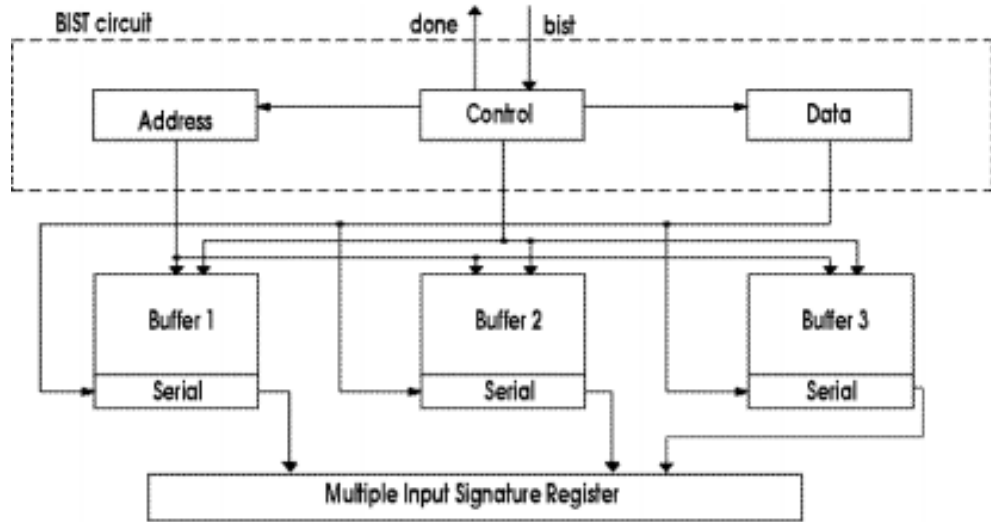 BIST circuit
done
bist
Address
Control
Data
Buffer 1
Buffer 2
Buffer 3
Serial
Serial
Serial
Multiple Input Signature Register